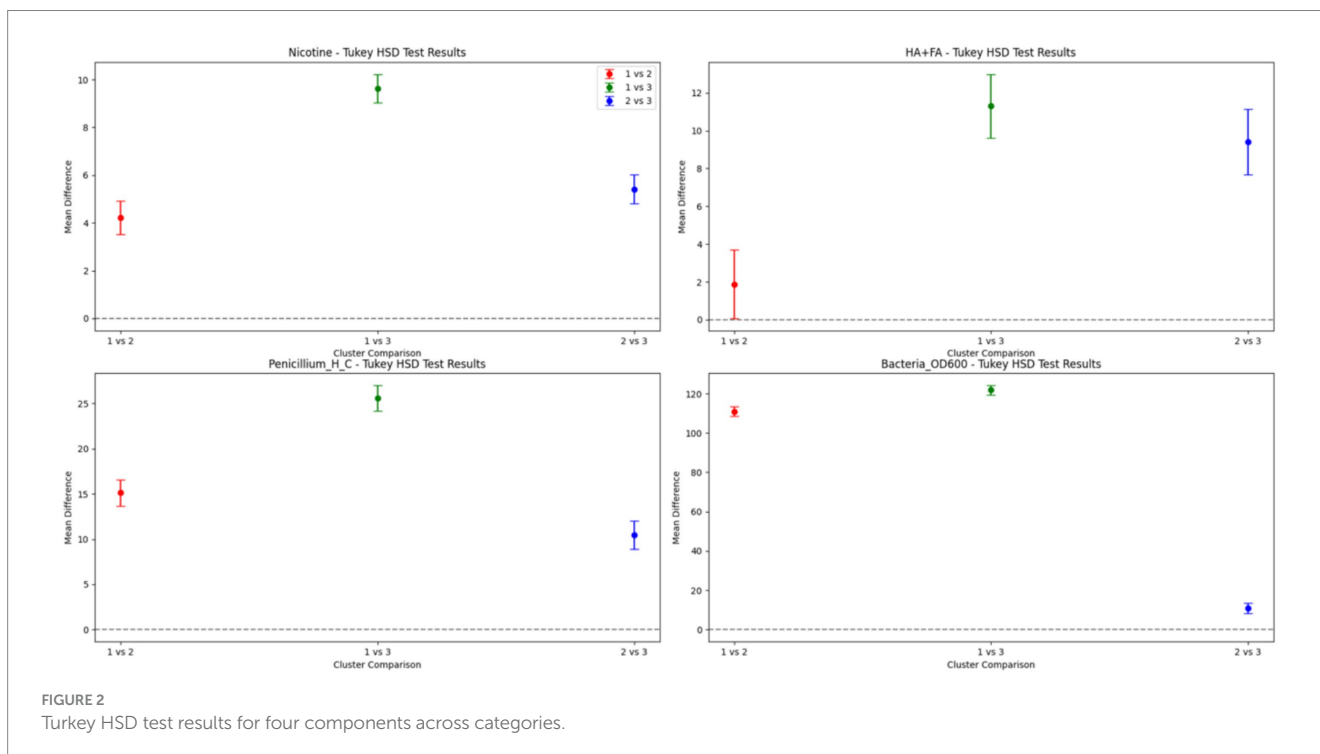 Nicotine - Tukey HSD Test Results
10
8
6
4
2
0
Mean Difference
1 vs 2
1 vs 3
2 vs 3
1 vs 2
1 vs 3
2 vs 3
Cluster Comparison
HA+FA - Tukey HSD Test Results
12
10
8
6
4
2
0
Mean Difference
1 vs 2
1 vs 3
2 vs 3
Cluster Comparison
Penicillium_H_C - Tukey HSD Test Results
25
20
15
10
5
0
Mean Difference
1 vs 2
1 vs 3
2 vs 3
Cluster Comparison
Bacteria_OD600 - Tukey HSD Test Results
120
100
80
60
40
20
0
Mean Difference
1 vs 2
1 vs 3
2 vs 3
Cluster Comparison
FIGURE 2
Turkey HSD test results for four components across categories.